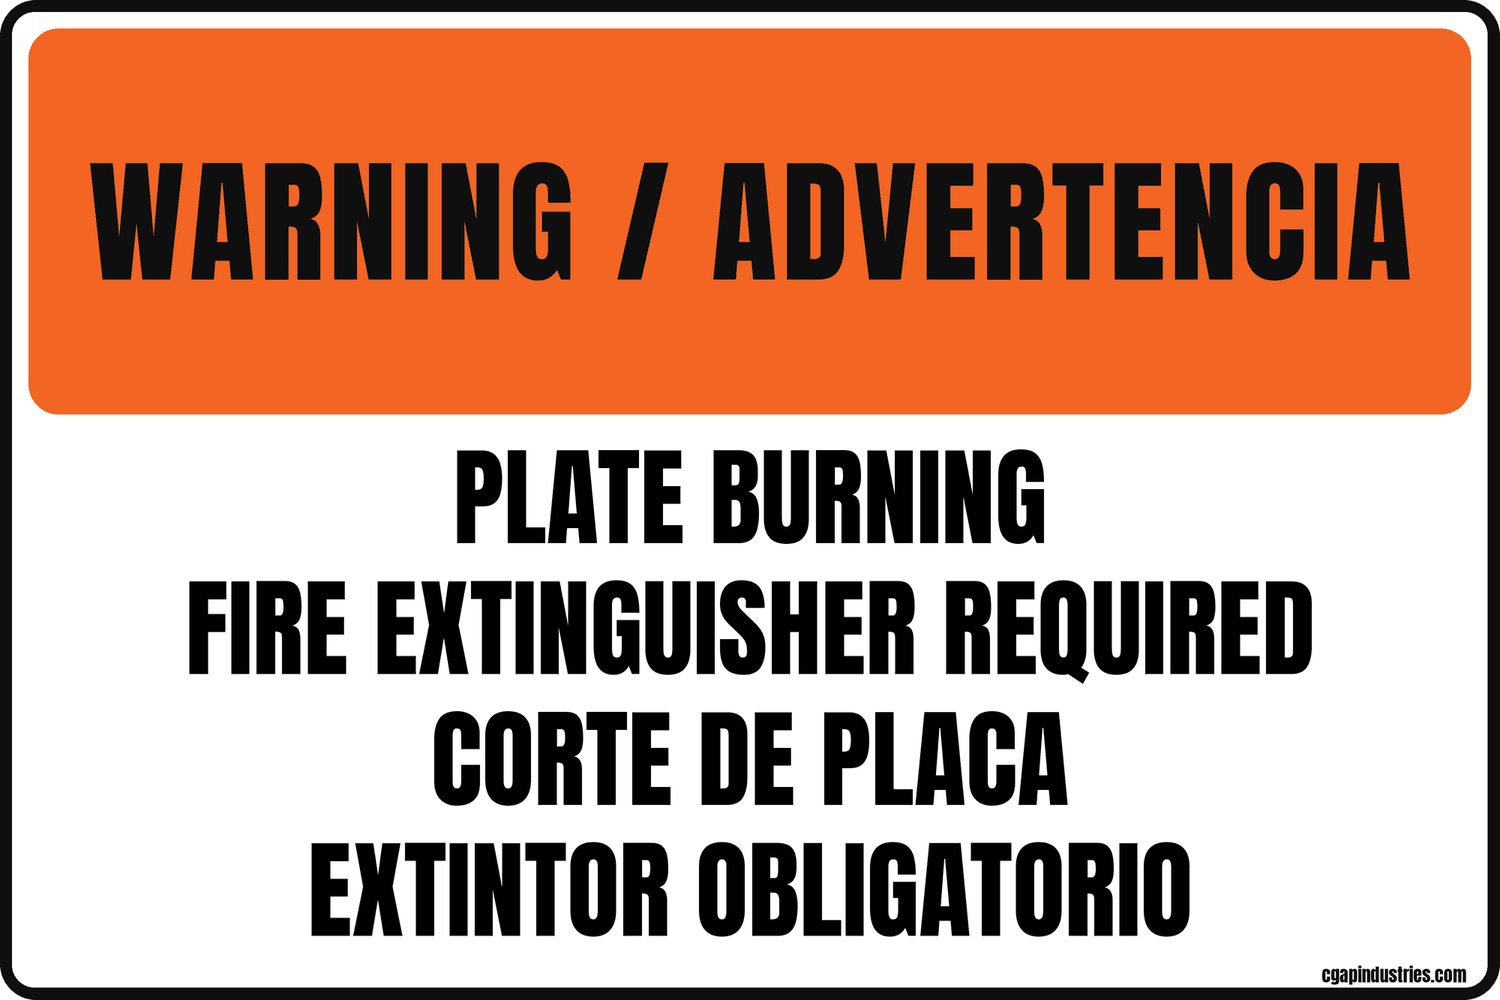 WARNING / ADVERTENCIA
PLATE BURNING
FIRE EXTINGUISHER REQUIRED
CORTE DE PLACA
EXTINTOR OBLIGATORIO
cgapindustries.com